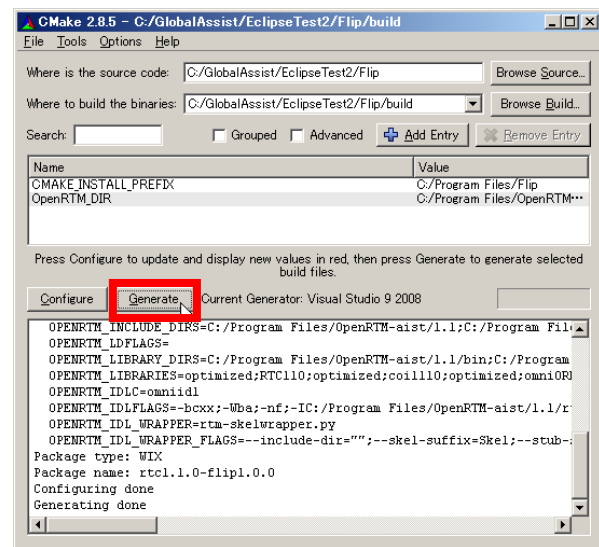 CMake 2.8.5 - C:/GlobalAssist/EclipseTest2/Flip/build
File Tools Options Help
Where is the source code: C:/GlobalAssist/EclipseTest2/Flip Browse Source...
Where to build the binaries: C:/GlobalAssist/EclipseTest2/Flip/build Browse Build...
Search: Grouped Advanced Add Entry Remove Entry
Name Value
CMAKE_INSTALL_PREFIX C:/Program Files/Flip
OpenRTM_DIR C:/Program Files/OpenRTM...
Press Configure to update and display new values in red, then press Generate to generate selected
build files.
Configure Generate Current Generator: Visual Studio 9 2008
OPENRTM_INCLUDE_DIRS=C:/Program Files/OpenRTM-aist/1.1;C:/Program File
OPENRTM_LDFLAGS=
OPENRTM_LIBRARY_DIRS=C:/Program Files/OpenRTM-aist/1.1/bin;C:/Program
OPENRTM_LIBRARIES=optimized;RTC110;optimized;coil110;optimized;omniORB
OPENRTM_IDLC=omniidl
OPENRTM_IDLFLAGS=-bcxx;-Wba;-nf;-IC:/Program Files/OpenRTM-aist/1.1/r
OPENRTM_IDL_WRAPPER=rtm-skelwrapper.py
OPENRTM_IDL_WRAPPER_FLAGS=--include-dir="";--skel-suffix=Skel;--stub-
Package type: WIX
Package name: rtc1.1.0-flip1.0.0
Configuring done
Generating done